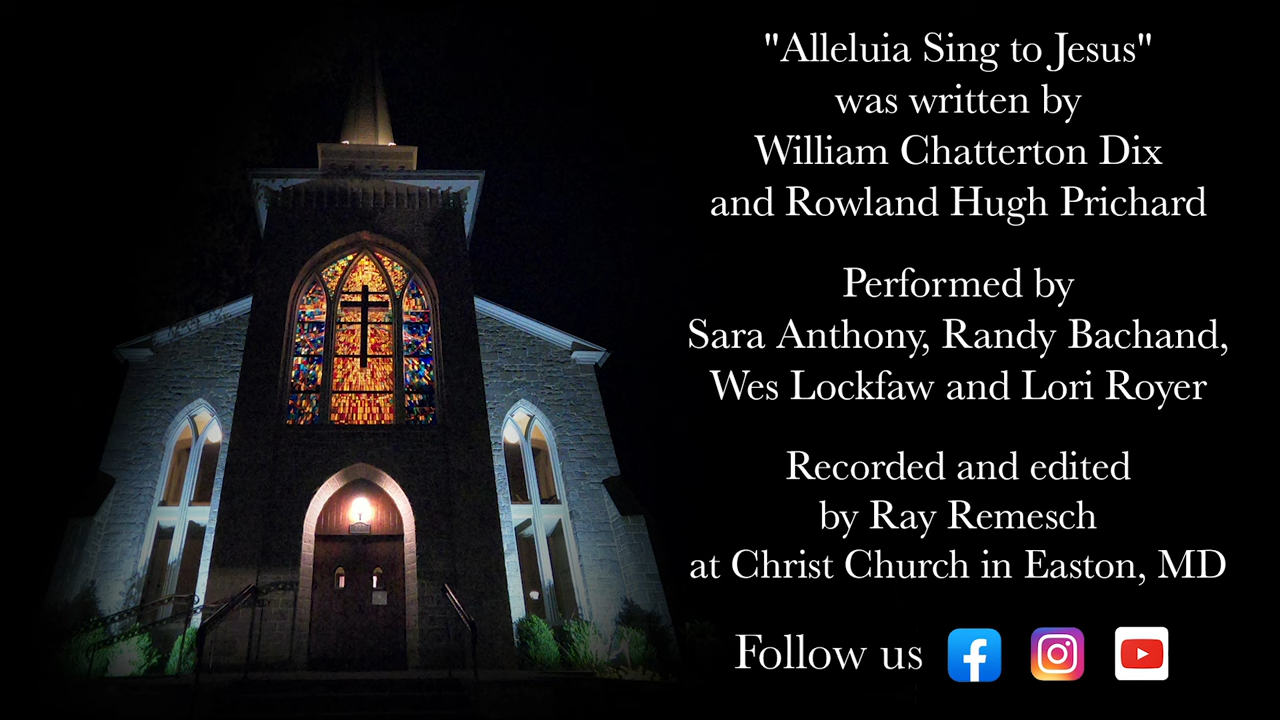 "Alleluia Sing to Jesus"
was written by
William Chatterton Dix
and Rowland Hugh Prichard
Performed by
Sara Anthony, Randy Bachand,
Wes Lockfaw and Lori Royer
Recorded and edited
by Ray Remesch
at Christ Church in Easton, MD
Follow us